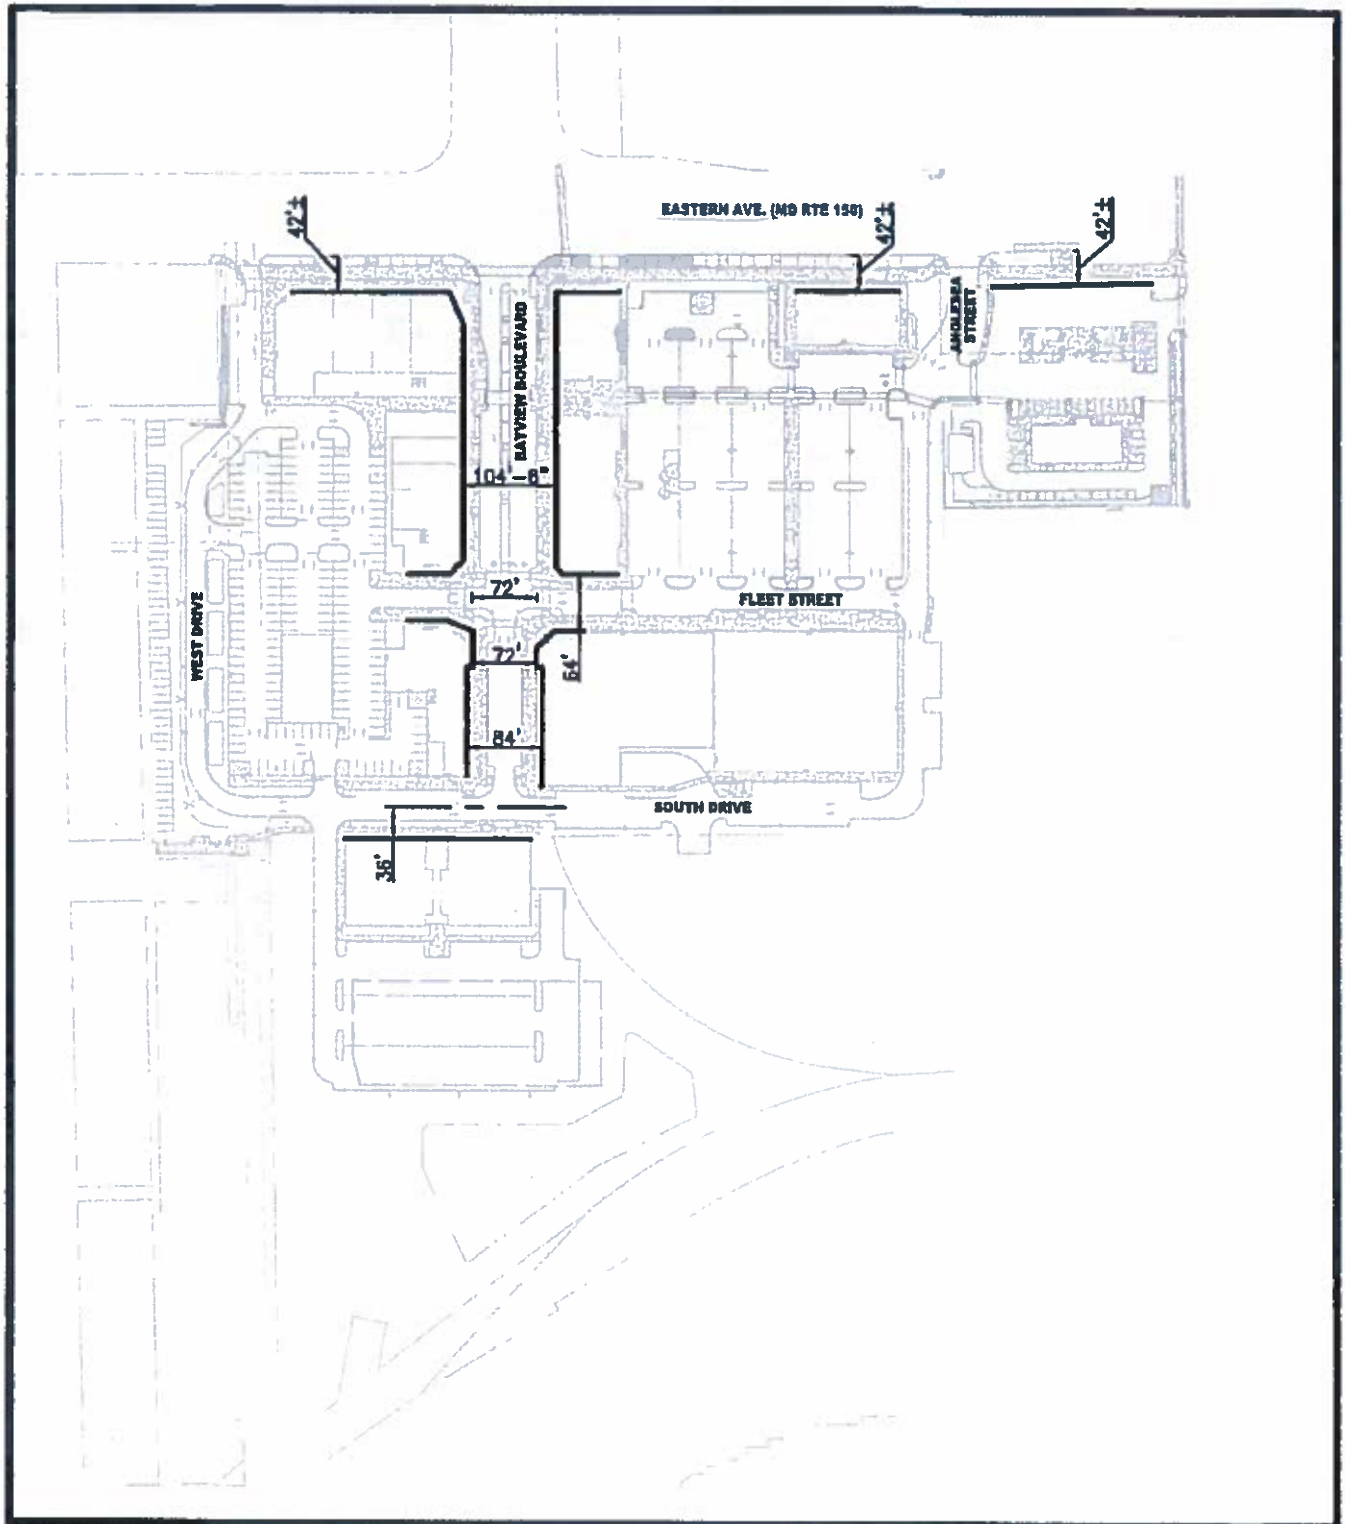 42'±
EASTERN AVE. (MD RTE 150)
42'±
42'±
BAYVIEW BOULEVARD
ANGLESEA
STREET
104'-8"
72'
FLEET STREET
WEST DRIVE
72'
64'
84'
SOUTH DRIVE
36'